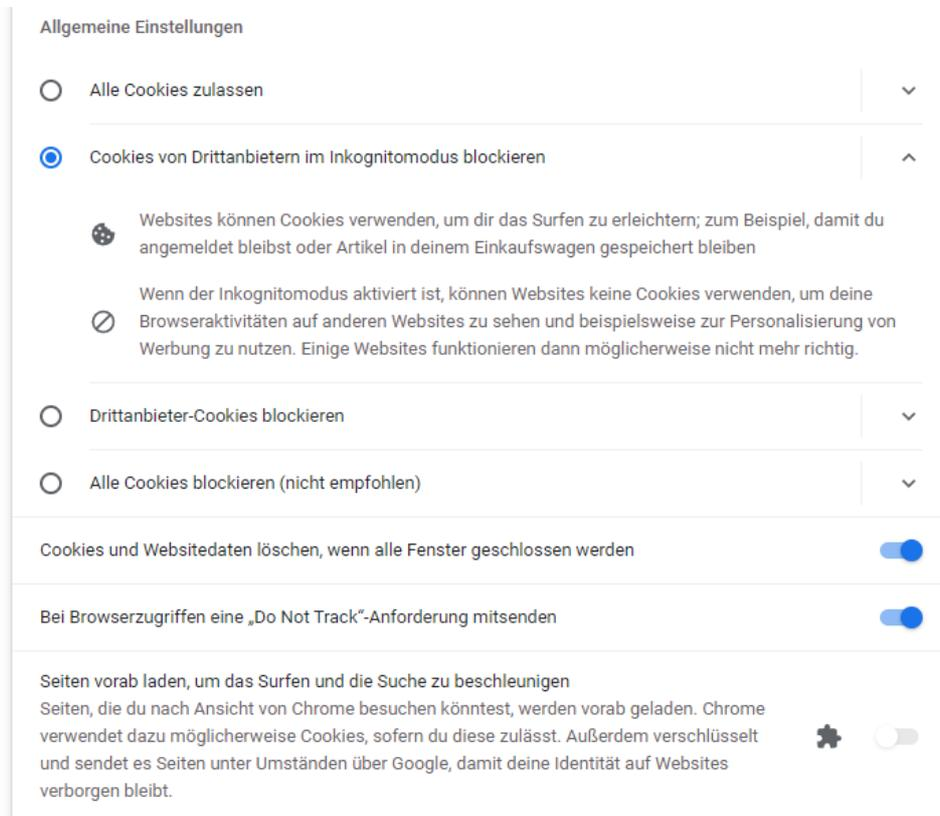 Allgemeine Einstellungen
Alle Cookies zulassen
Cookies von Drittanbietern im Inkognitomodus blockieren
Websites können Cookies verwenden, um dir das Surfen zu erleichtern; zum Beispiel, damit du
angemeldet bleibst oder Artikel in deinem Einkaufswagen gespeichert bleiben
Wenn der Inkognitomodus aktiviert ist, können Websites keine Cookies verwenden, um deine
Browseraktivitäten auf anderen Websites zu sehen und beispielsweise zur Personalisierung von
Werbung zu nutzen. Einige Websites funktionieren dann möglicherweise nicht mehr richtig.
Drittanbieter-Cookies blockieren
Alle Cookies blockieren (nicht empfohlen)
Cookies und Websitedaten löschen, wenn alle Fenster geschlossen werden
Bei Browserzugriffen eine „Do Not Track“-Anforderung mitsenden
Seiten vorab laden, um das Surfen und die Suche zu beschleunigen
Seiten, die du nach Ansicht von Chrome besuchen könntest, werden vorab geladen. Chrome
verwendet dazu möglicherweise Cookies, sofern du diese zulässt. Außerdem verschlüsselt
und sendet es Seiten unter Umständen über Google, damit deine Identität auf Websites
verborgen bleibt.